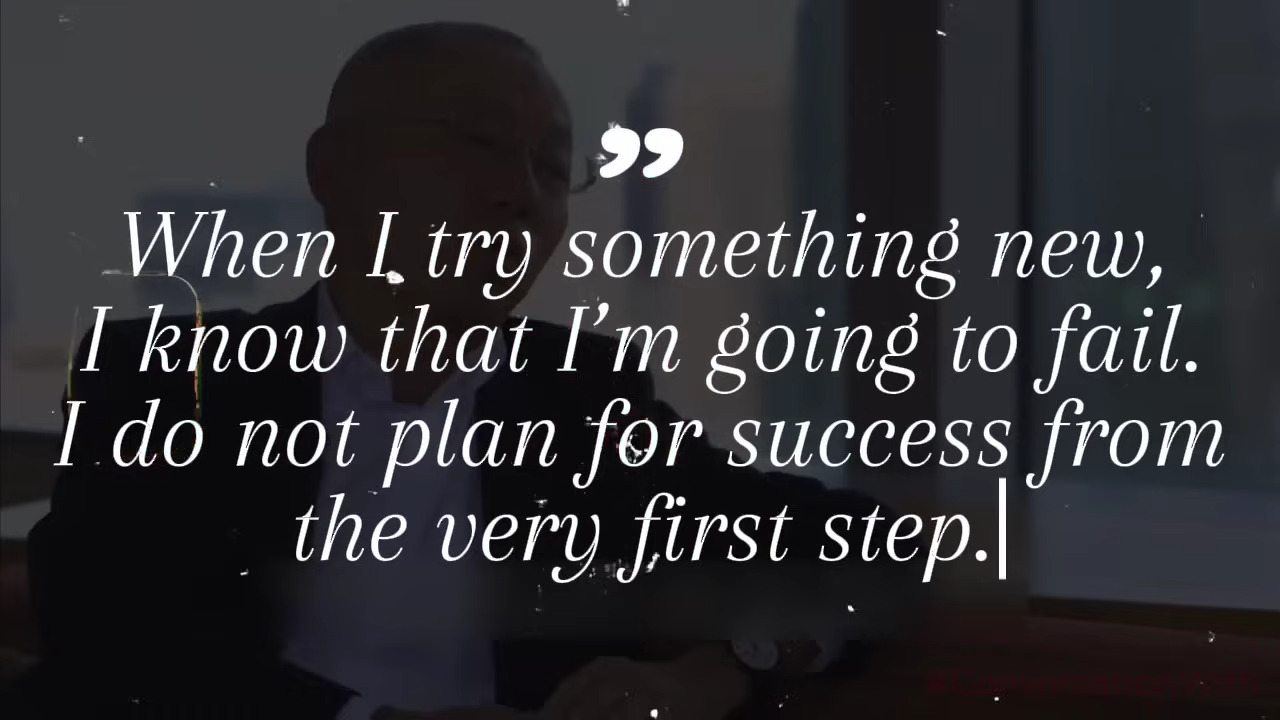 ”
When I try something new,
I know that I’m going to fail.
I do not plan for success from
the very first step.